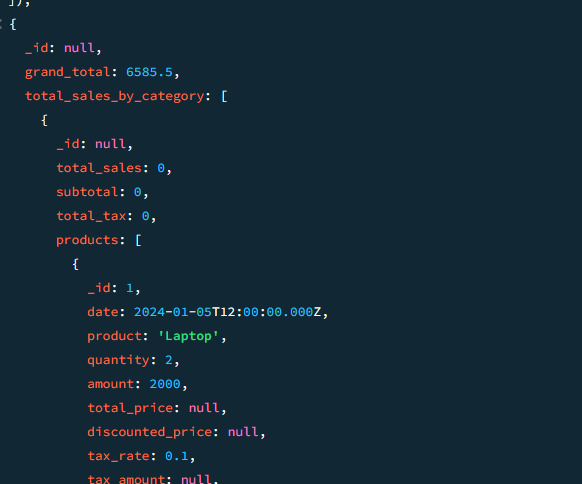 ]);
{
_id: null,
grand_total: 6585.5,
total_sales_by_category: [
{
_id: null,
total_sales: 0,
subtotal: 0,
total_tax: 0,
products: [
{
_id: 1,
date: 2024-01-05T12:00:00.000Z,
product: 'Laptop',
quantity: 2,
amount: 2000,
total_price: null,
discounted_price: null,
tax_rate: 0.1,
tax_amount: null,